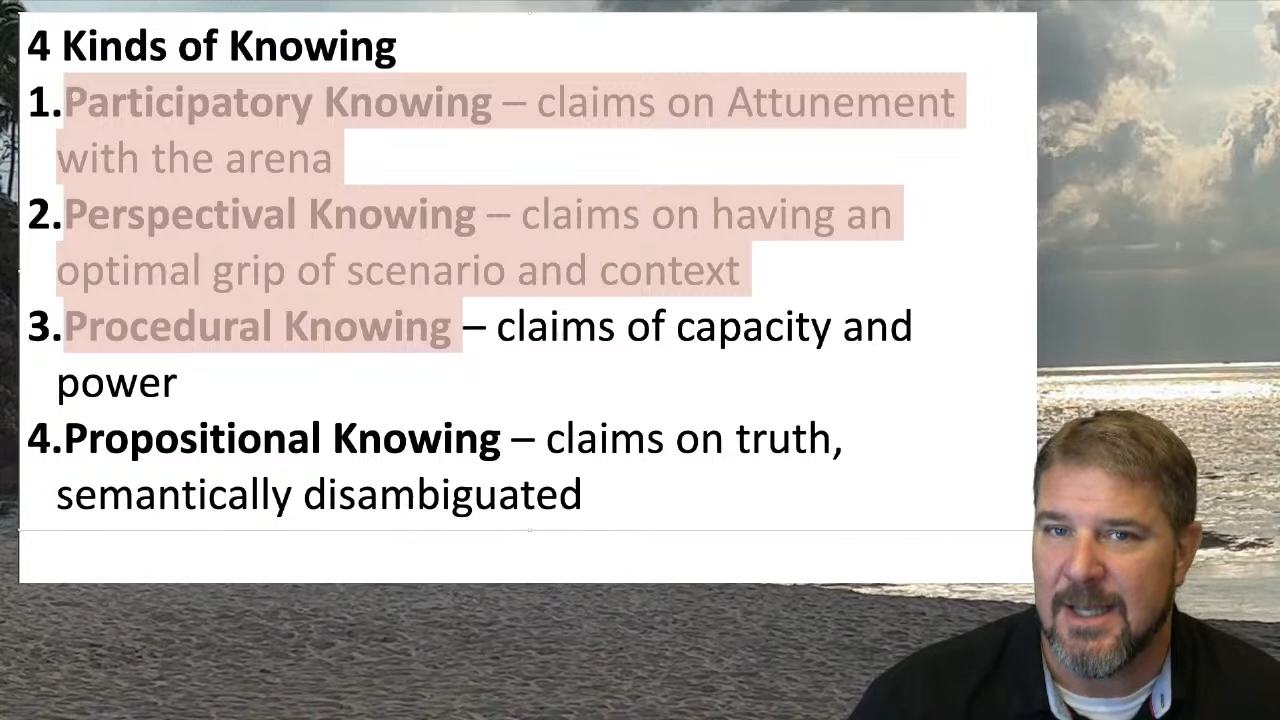 4 Kinds of Knowing
1.Participatory Knowing – claims on Attunement
with the arena
2.Perspectival Knowing – claims on having an
optimal grip of scenario and context
3.Procedural Knowing – claims of capacity and
power
4.Propositional Knowing – claims on truth,
semantically disambiguated